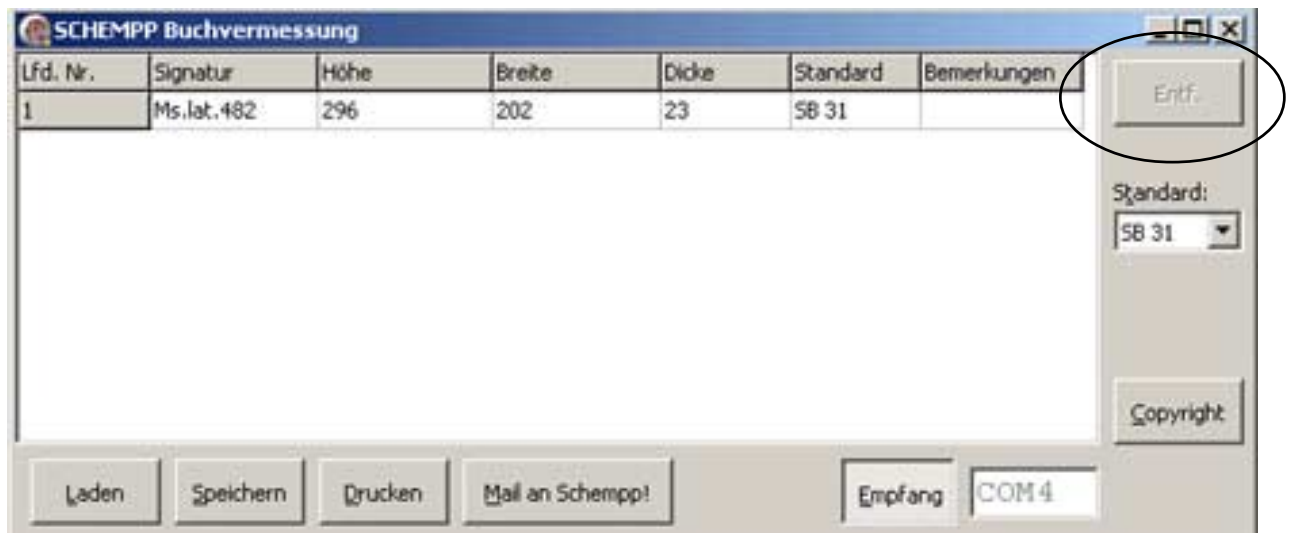 SCHEMPP Buchvermessung
Lfd. Nr. Signatur Höhe Breite Dicke Standard Bemerkungen
1 Ms.lat.482 296 202 23 SB 31
Entf.
Standard:
SB 31
Copyright
Laden Speichern Drucken Mail an Schempp! Empfang COM4